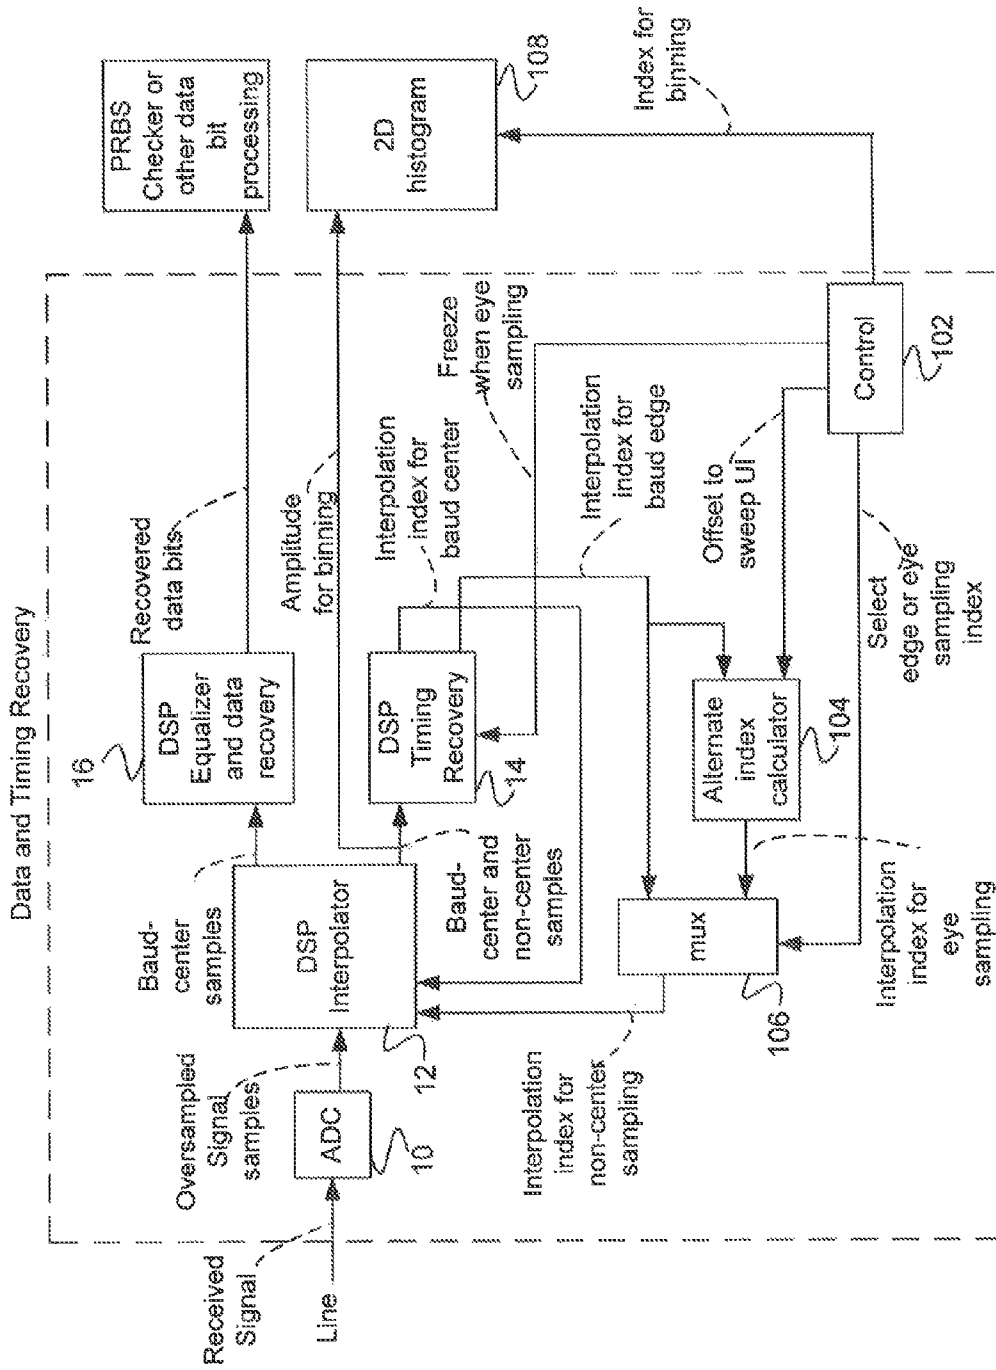 Data and Timing Recovery
Received
Signal
Line
Oversampled
Signal
samples
ADC
10
DSP
Interpolator
12
Baud-
center
samples
16
DSP
Equalizer
and data
recovery
Recovered
data bits
PRBS
Checker or
other data
bit
processing
Amplitude
for binning
2D
histogram
108
Baud-
center and
non-center
samples
DSP
Timing
Recovery
14
Interpolation
index for
baud center
Freeze
when eye
sampling
Interpolation
index for
baud edge
Index for
binning
Interpolation
index for
non-center
sampling
mux
106
Alternate
index
calculator
104
Offset to
sweep UI
Control
102
Interpolation
index for
eye
sampling
Select
edge or eye
sampling
index